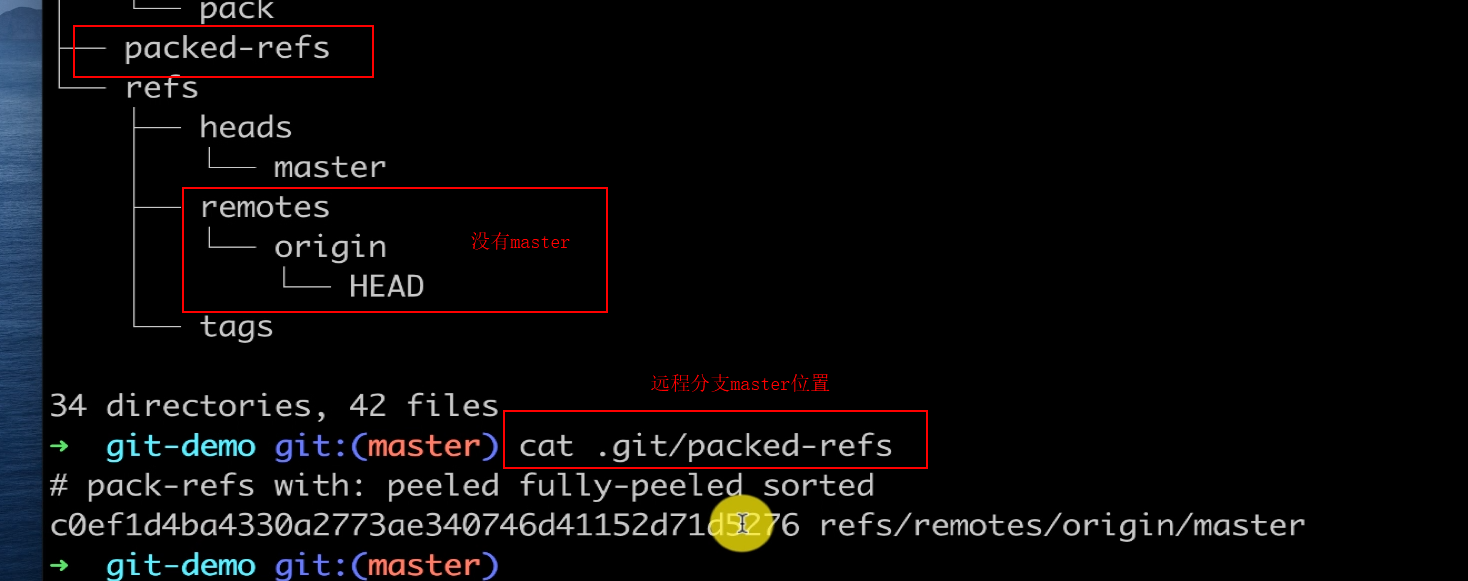 pack
packed-refs
refs
heads
master
remotes
origin
没有master
HEAD
tags
远程分支master位置
34 directories, 42 files
→ git-demo git:(master) cat .git/packed-refs
# pack-refs with: peeled fully-peeled sorted
c0ef1d4ba4330a2773ae340746d41152d71d5276 refs/remotes/origin/master
→ git-demo git:(master)